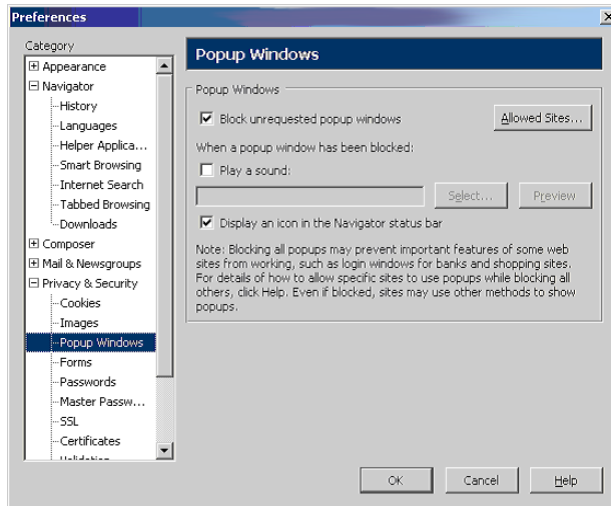 Preferences
Category
Appearance
Navigator
History
Languages
Helper Applica...
Smart Browsing
Internet Search
Tabbed Browsing
Downloads
Composer
Mail & Newsgroups
Privacy & Security
Cookies
Images
Popup Windows
Forms
Passwords
Master Passw...
SSL
Certificates
Validation
Popup Windows
Popup Windows
Block unrequested popup windows
Allowed Sites...
When a popup window has been blocked:
Play a sound:
Select...
Preview
Display an icon in the Navigator status bar
Note: Blocking all popups may prevent important features of some web
sites from working, such as login windows for banks and shopping sites.
For details of how to allow specific sites to use popups while blocking all
others, click Help. Even if blocked, sites may use other methods to show
popups.
OK
Cancel
Help